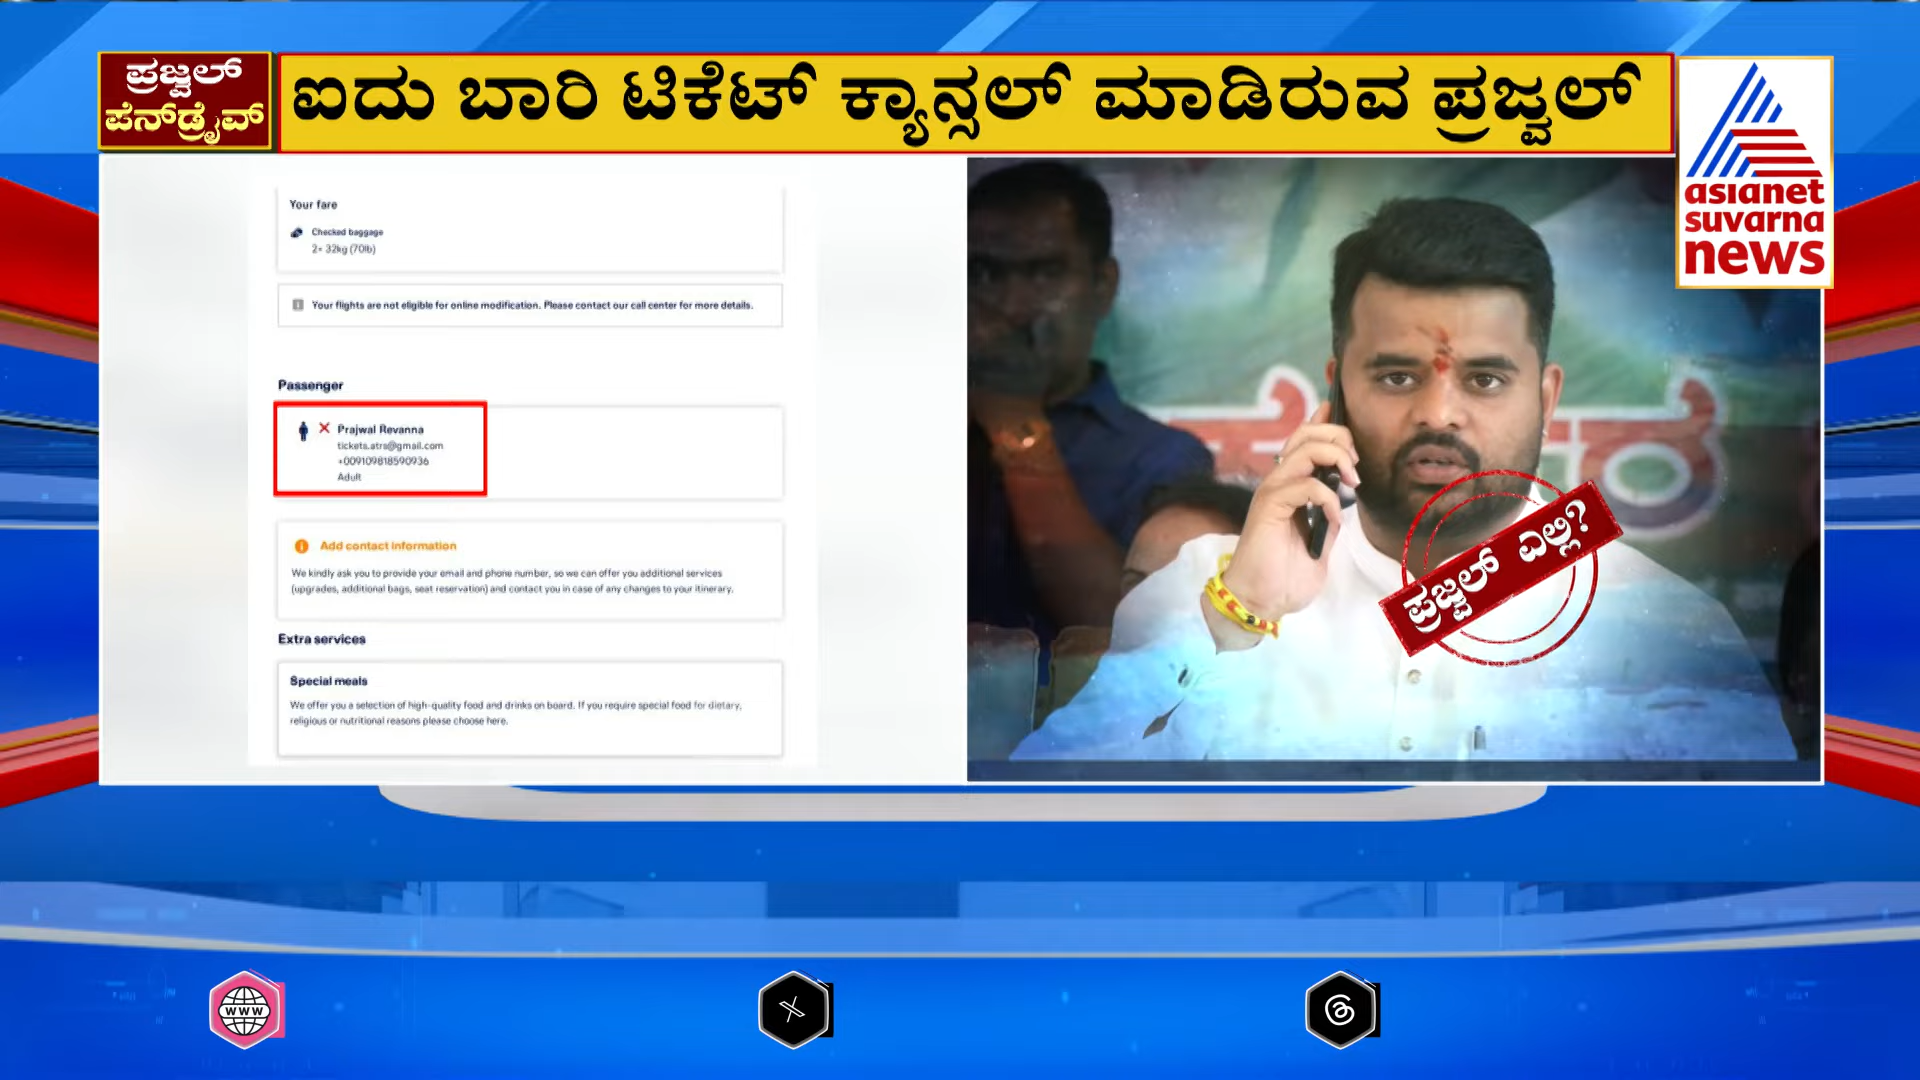 ಪ್ರಜ್ವಲ್
ಪೆನ್‌ಡ್ರೈವ್
ಐದು ಬಾರಿ ಟಿಕೆಟ್ ಕ್ಯಾನ್ಸಲ್ ಮಾಡಿರುವ ಪ್ರಜ್ವಲ್
asianet
suvarna
news
Your fare
Checked baggage
2× 32kg (70lb)
Your flights are not eligible for online modification. Please contact our call center for more details.
Passenger
Prajwal Revanna
tickets.atrs@gmail.com
+009109818590936
Adult
Add contact information
We kindly ask you to provide your email and phone number, so we can offer you additional services
(upgrades, additional bags, seat reservation) and contact you in case of any changes to your itinerary.
Extra services
Special meals
We offer you a selection of high-quality food and drinks on board. If you require special food for dietary,
religious or nutritional reasons please choose here.
ಪ್ರಜ್ವಲ್ ಎಲ್ಲಿ?
www